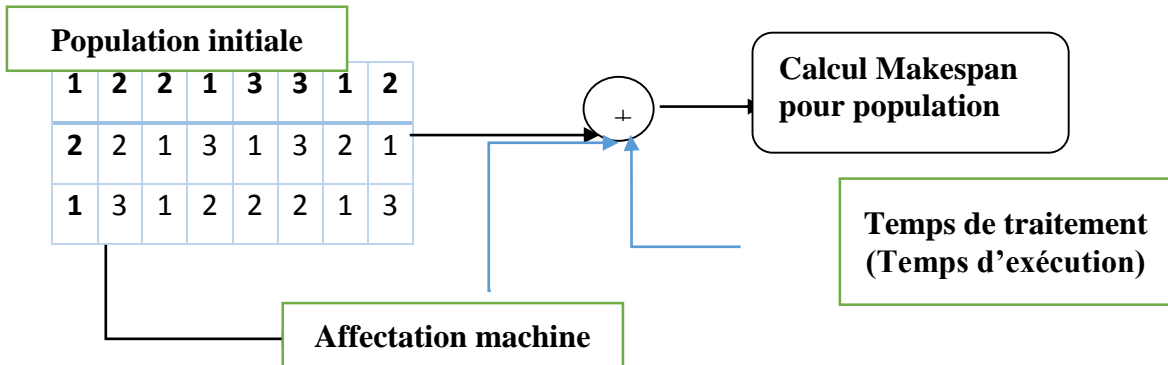 Population initiale
1 2 2 1 3 3 1 2
2 2 1 3 1 3 2 1
1 3 1 2 2 2 1 3
+
Calcul Makespan
pour population
Temps de traitement
(Temps d’exécution)
Affectation machine